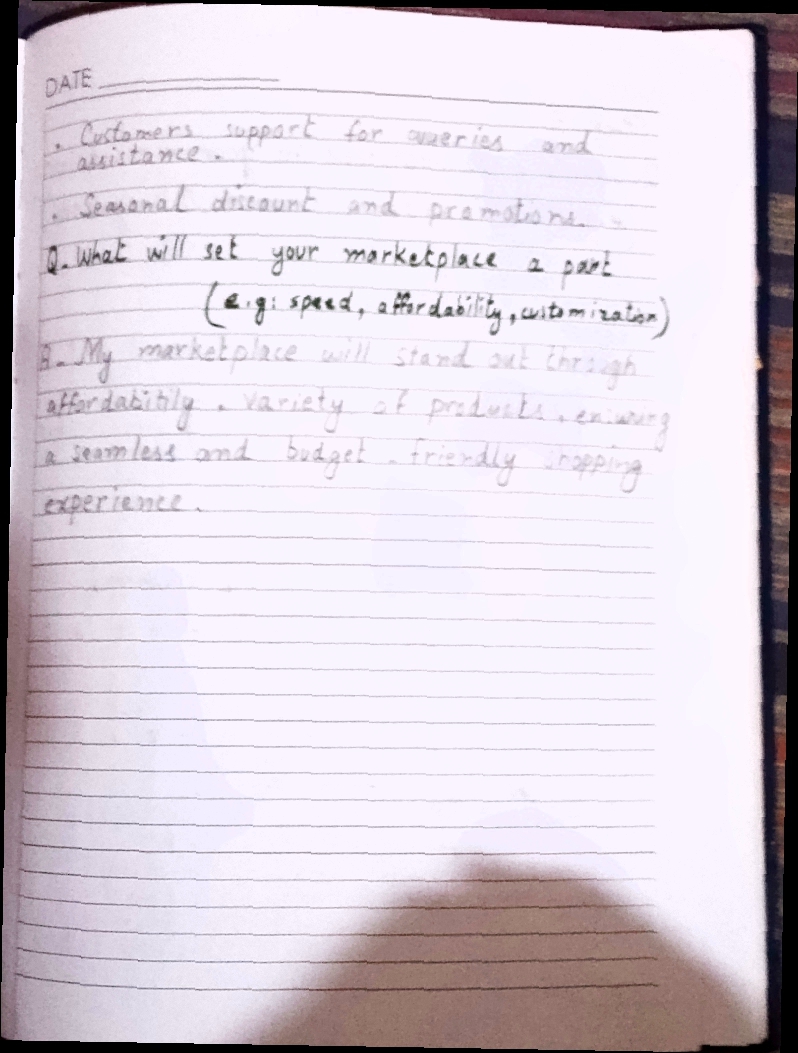 DATE
. Customers support for queries and
assistance.
. Seasonal discount and promotions.
Q. What will set your marketplace a part
(e.g: speed, affordability, customization)
A. My marketplace will stand out through
affordabitily, variety of products, ensuring
a seamless and budget - friendly shopping
experience.